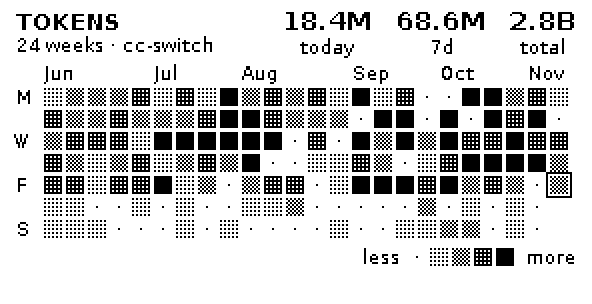 TOKENS 18.4M 68.6M 2.8B
24 weeks · cc-switch today 7d total
Jun Jul Aug Sep Oct Nov
M
W
F
S
less more